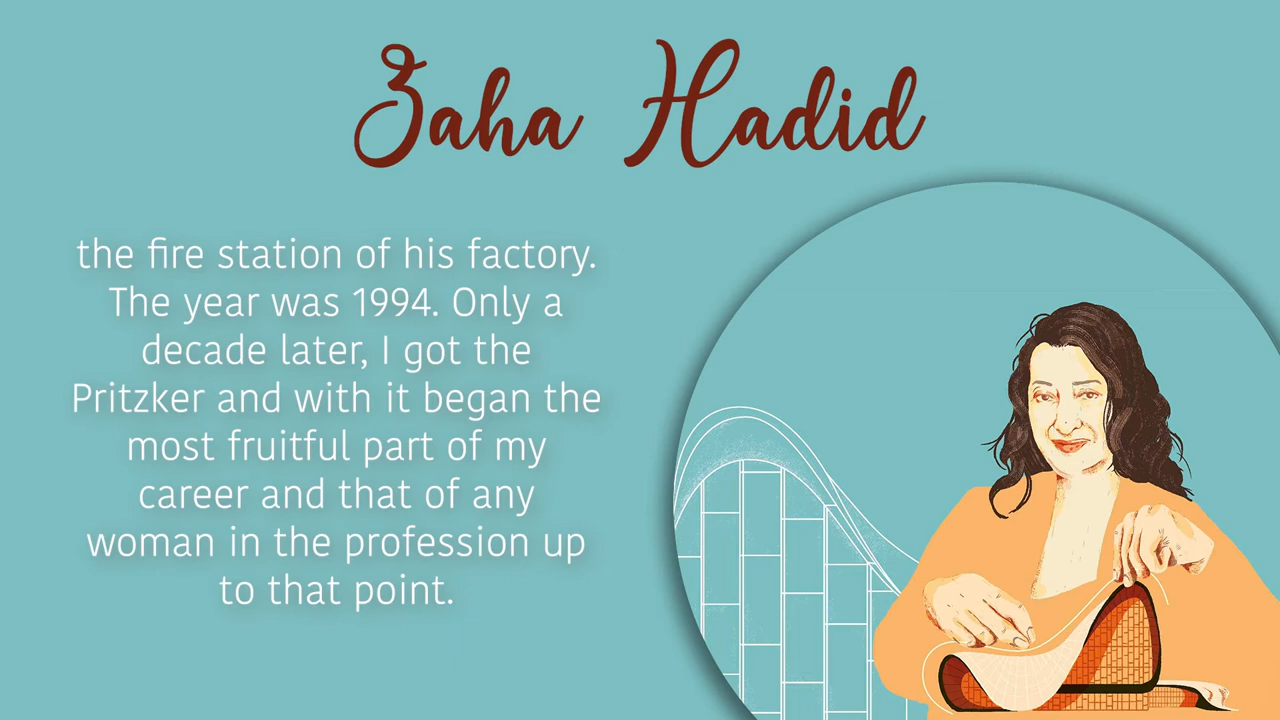 Zaha Hadid
the fire station of his factory.
The year was 1994. Only a
decade later, I got the
Pritzker and with it began the
most fruitful part of my
career and that of any
woman in the profession up
to that point.